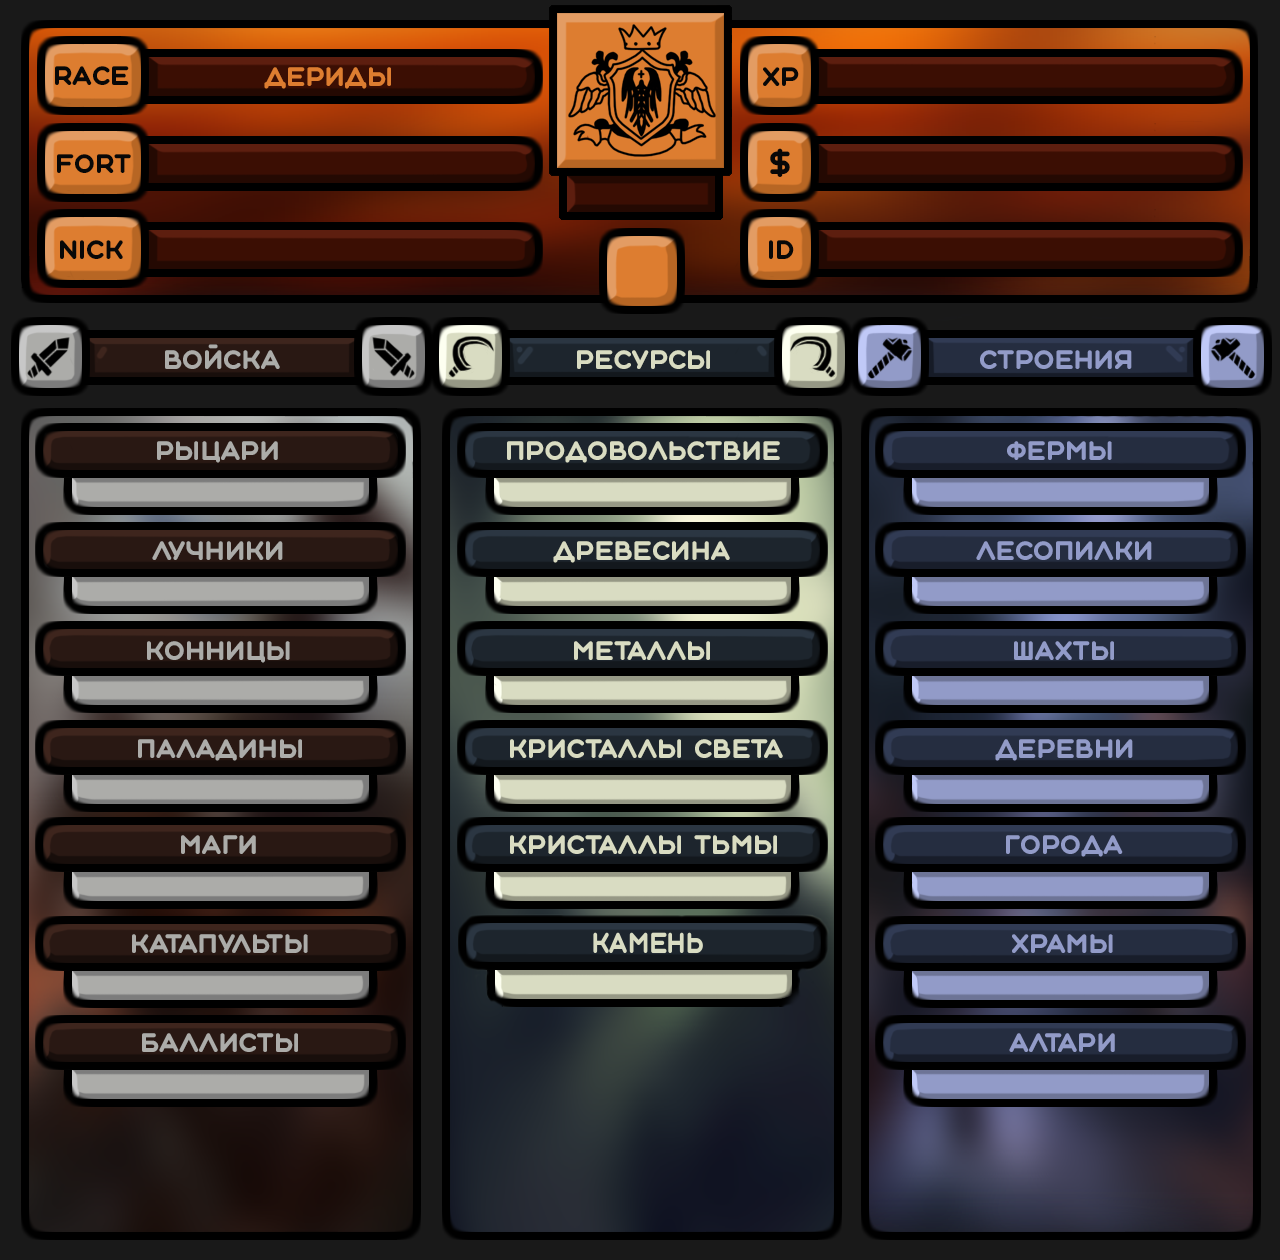 RACE ДЕРИДЫ
FORT
NICK
XP
$
ID
ВОЙСКА
РЫЦАРИ
ЛУЧНИКИ
КОННИЦЫ
ПАЛАДИНЫ
МАГИ
КАТАПУЛЬТЫ
БАЛЛИСТЫ
РЕСУРСЫ
ПРОДОВОЛЬСТВИЕ
ДРЕВЕСИНА
МЕТАЛЛЫ
КРИСТАЛЛЫ СВЕТА
КРИСТАЛЛЫ ТЬМЫ
КАМЕНЬ
СТРОЕНИЯ
ФЕРМЫ
ЛЕСОПИЛКИ
ШАХТЫ
ДЕРЕВНИ
ГОРОДА
ХРАМЫ
АЛТАРИ